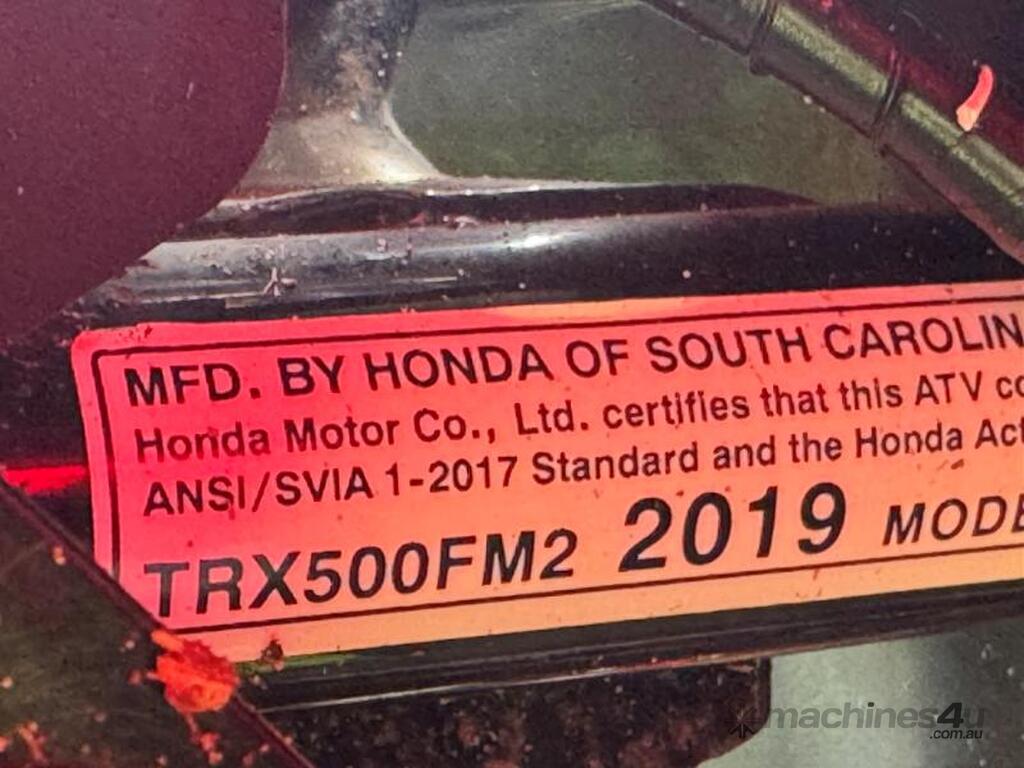 MFD. BY HONDA OF SOUTH CAROLIN
Honda Motor Co., Ltd. certifies that this ATV co
ANSI/SVIA 1-2017 Standard and the Honda Act
TRX500FM2 2019 MODE
machines4u
.com.au